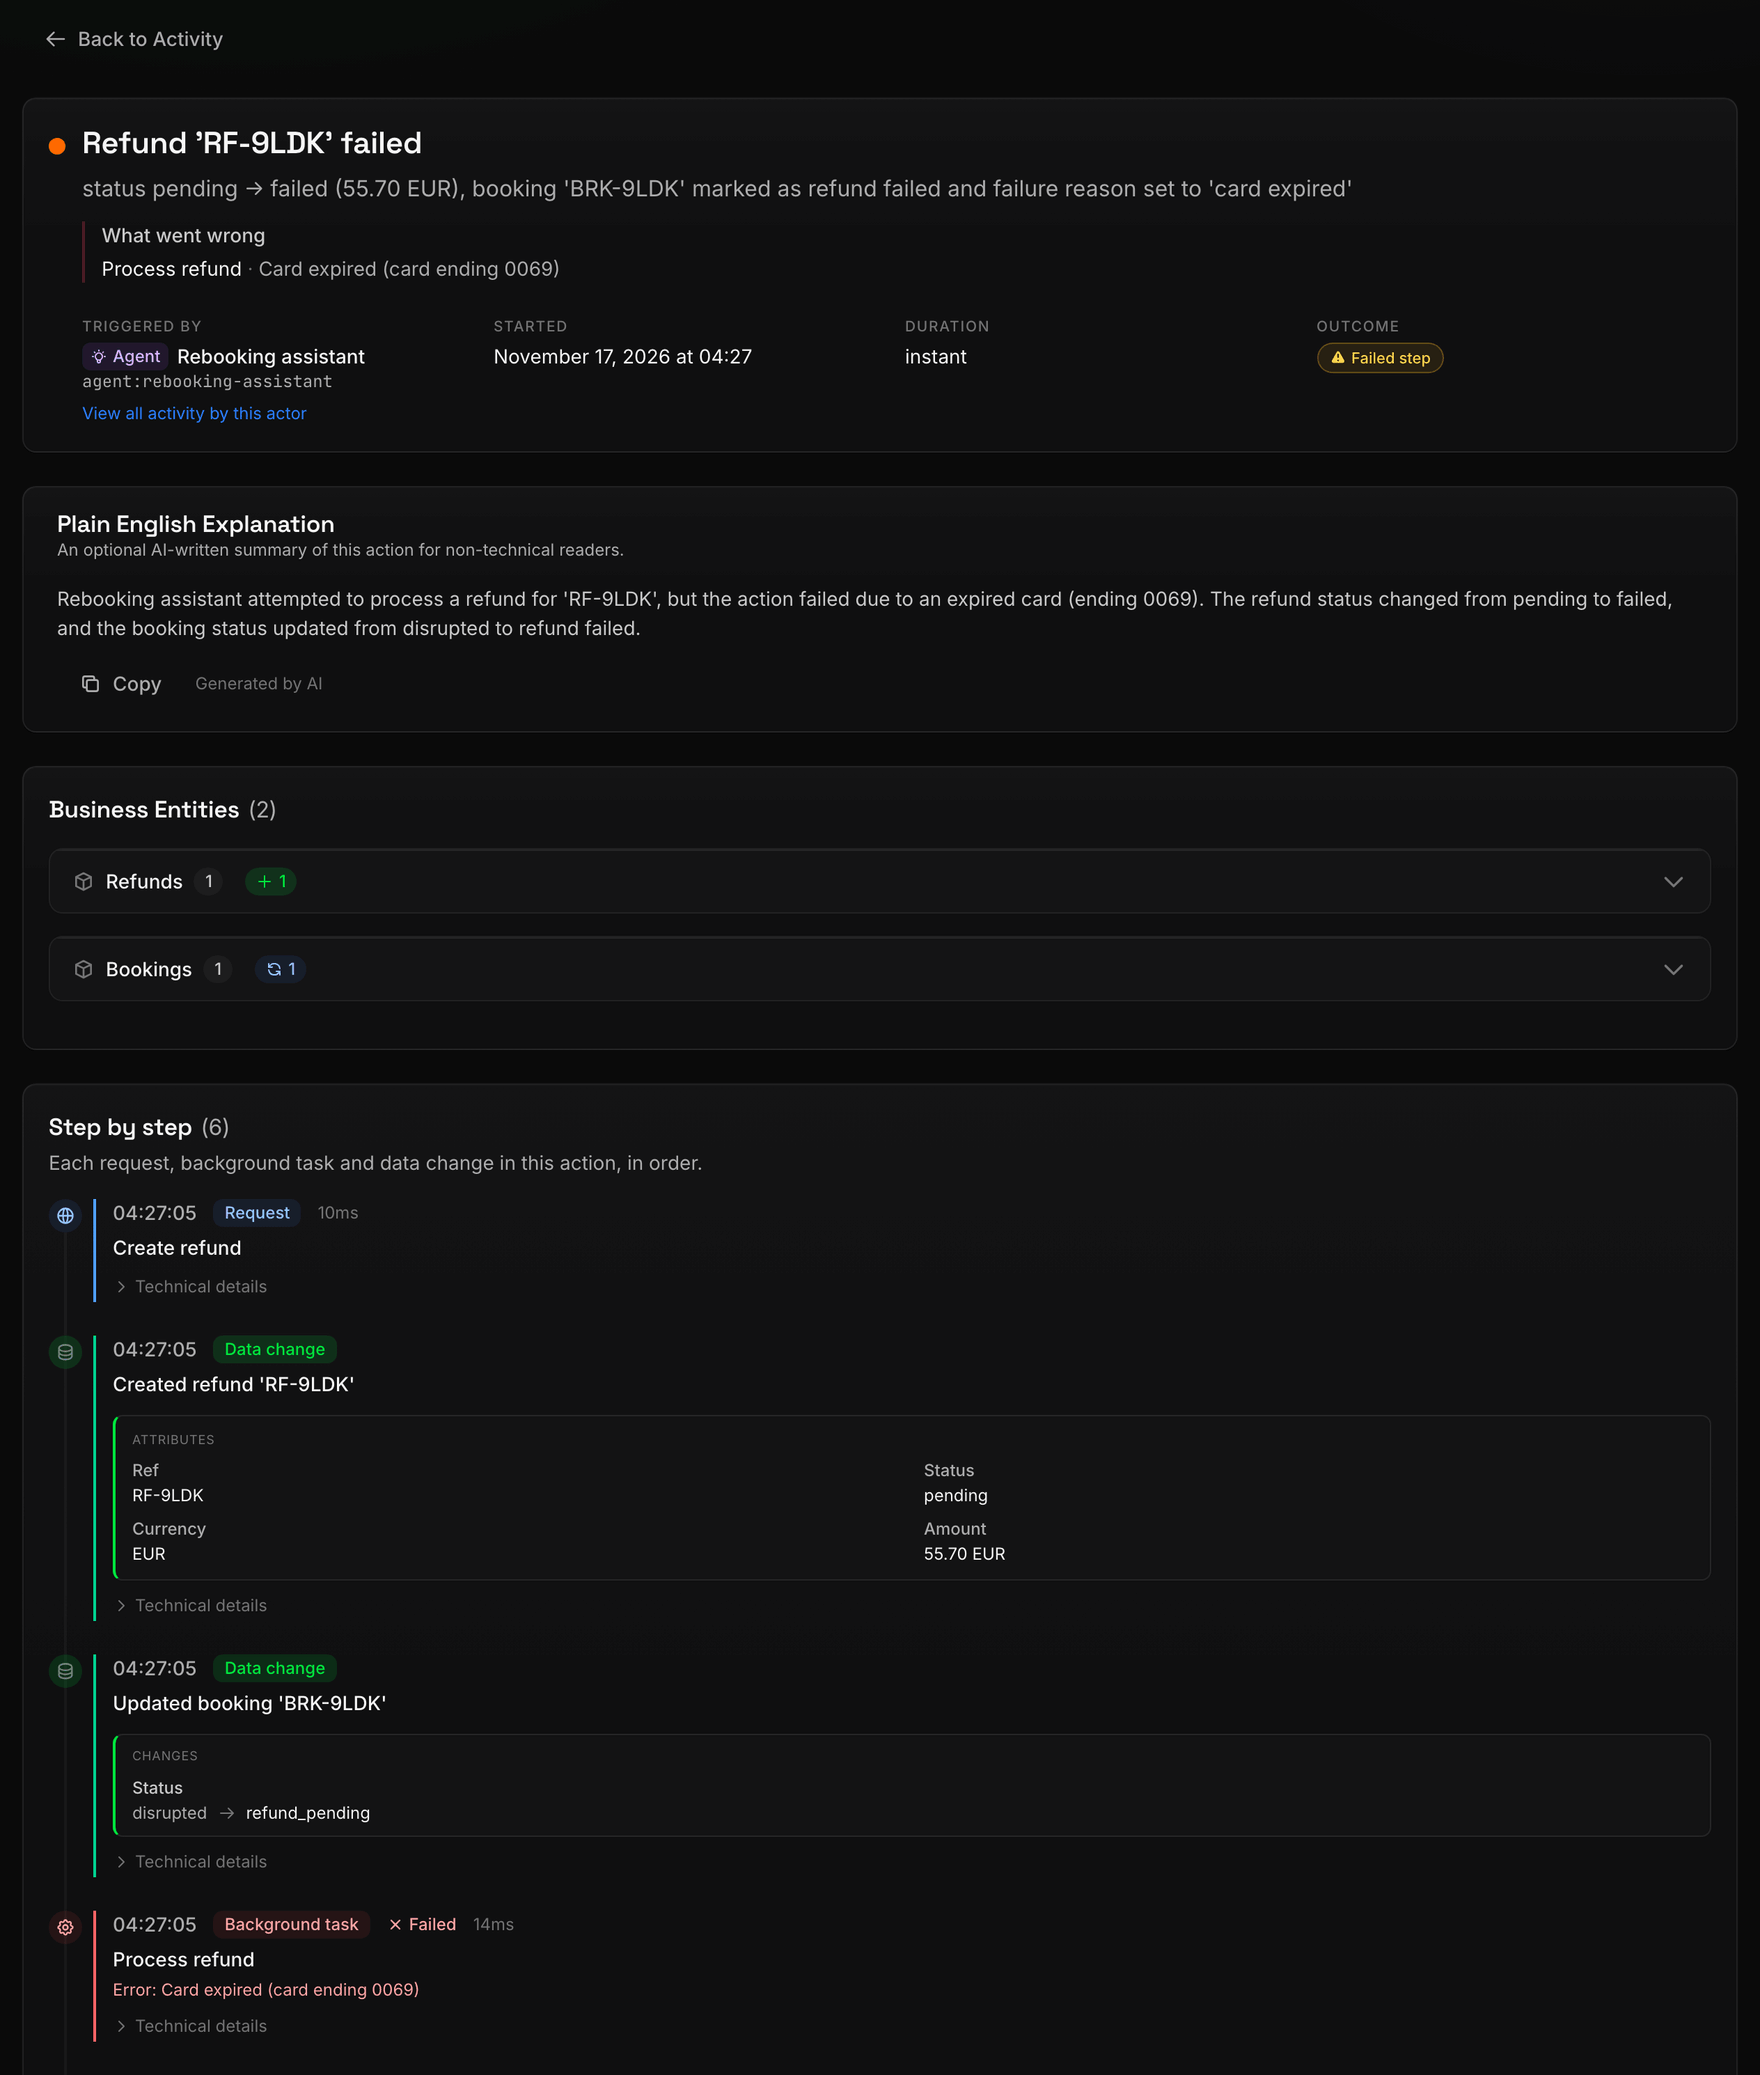 Back to Activity
Refund 'RF-9LDK' failed
status pending → failed (55.70 EUR), booking 'BRK-9LDK' marked as refund failed and failure reason set to 'card expired'
What went wrong
Process refund · Card expired (card ending 0069)
TRIGGERED BY STARTED DURATION OUTCOME
Agent Rebooking assistant November 17, 2026 at 04:27 instant Failed step
agent:rebooking-assistant
View all activity by this actor
Plain English Explanation
An optional AI-written summary of this action for non-technical readers.
Rebooking assistant attempted to process a refund for 'RF-9LDK', but the action failed due to an expired card (ending 0069). The refund status changed from pending to failed,
and the booking status updated from disrupted to refund failed.
Copy Generated by AI
Business Entities (2)
Refunds 1 + 1
Bookings 1 1
Step by step (6)
Each request, background task and data change in this action, in order.
04:27:05 Request 10ms
Create refund
Technical details
04:27:05 Data change
Created refund 'RF-9LDK'
ATTRIBUTES
Ref Status
RF-9LDK pending
Currency Amount
EUR 55.70 EUR
Technical details
04:27:05 Data change
Updated booking 'BRK-9LDK'
CHANGES
Status
disrupted → refund_pending
Technical details
04:27:05 Background task × Failed 14ms
Process refund
Error: Card expired (card ending 0069)
Technical details